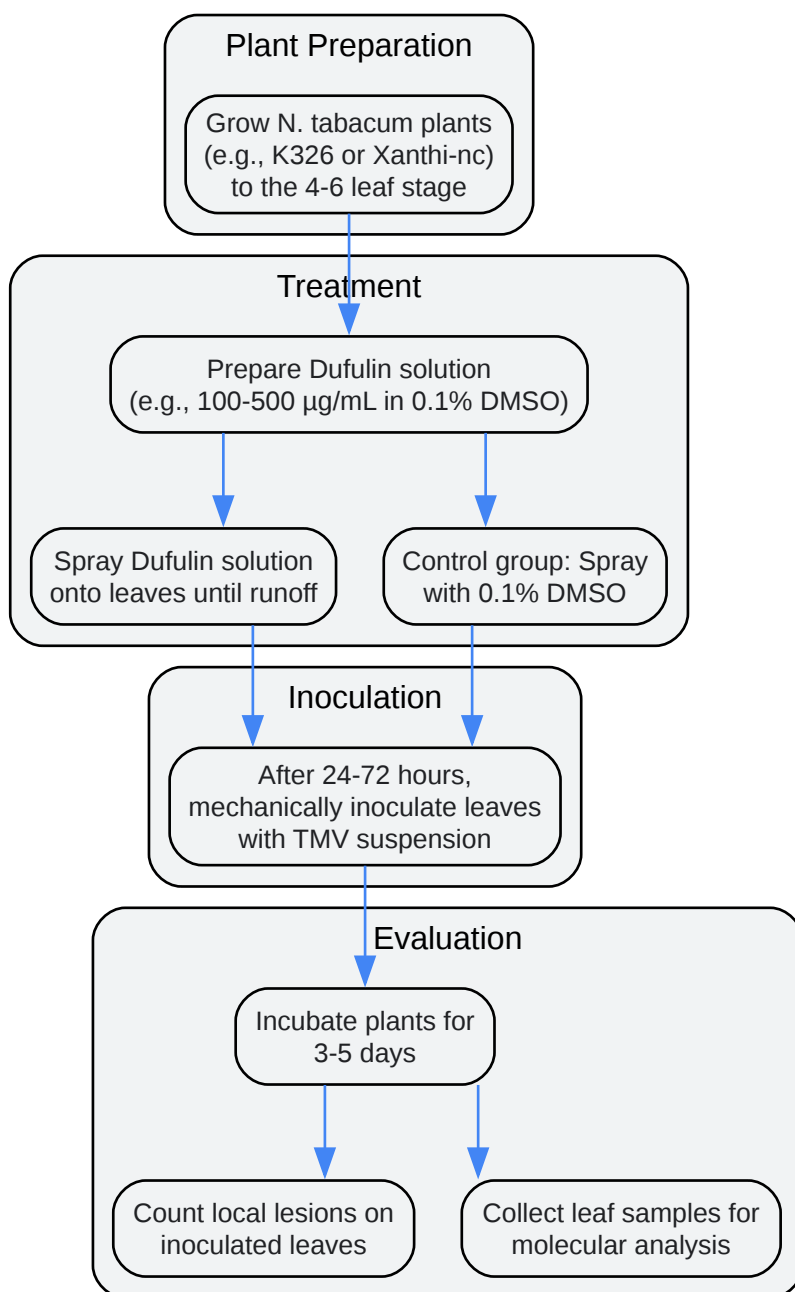 Plant Preparation
Grow N. tabacum plants
(e.g., K326 or Xanthi-nc)
to the 4-6 leaf stage
Treatment
Prepare Dufulin solution
(e.g., 100-500 µg/mL in 0.1% DMSO)
Spray Dufulin solution
onto leaves until runoff
Control group: Spray
with 0.1% DMSO
Inoculation
After 24-72 hours,
mechanically inoculate leaves
with TMV suspension
Evaluation
Incubate plants for
3-5 days
Count local lesions on
inoculated leaves
Collect leaf samples for
molecular analysis